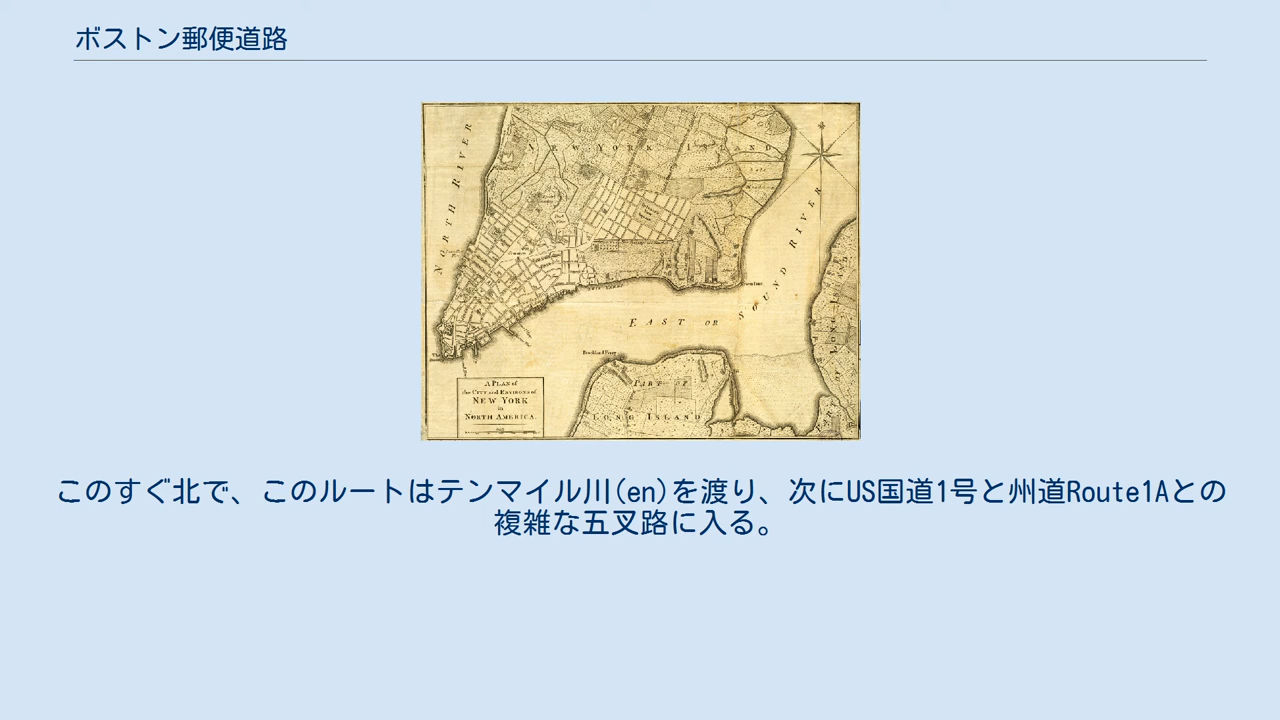 ボストン郵便道路
NORTH RIVER
NEW YORK ISLAND
SOUND RIVER
EAST OR
PART OF
LONG ISLAND
A PLAN of
the CITY and ENVIRONS of
NEW YORK
in
NORTH AMERICA.
このすぐ北で、このルートはテンマイル川(en)を渡り、次にUS国道1号と州道Route1Aとの
複雑な五叉路に入る。